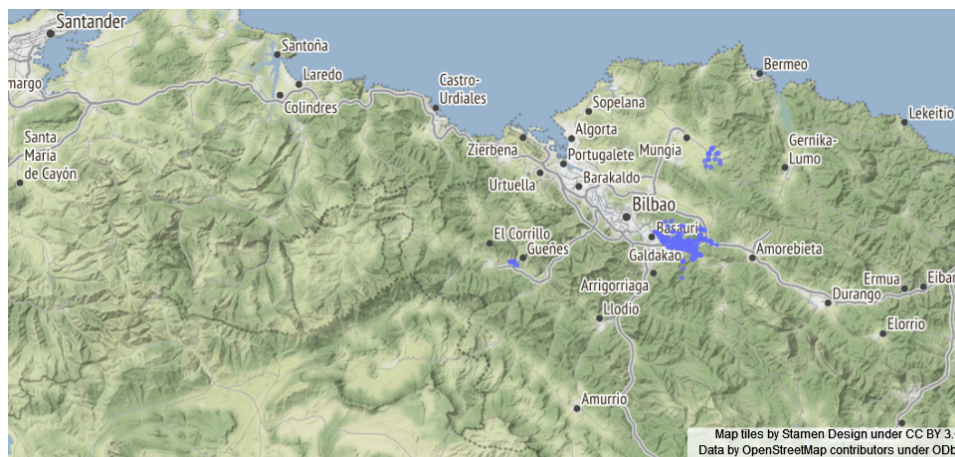 Santander
Santoña
Bermeo
margo
Laredo
Castro-
Urdiales
Colindres
Sopelana
Lekeitio
Algorta
Santa
María
de Cayón
Zierbena
Mungia
Gernika-
Lumo
Portugalete
Urtuella
Barakaldo
Bilbao
Basauri
El Corrillo
Gueñes
Galdakao
Amorebieta
Arrigorriaga
Ermua
Eibar
Durango
Llodio
Elorrio
Amurrio
Map tiles by Stamen Design under CC BY 3.
Data by OpenStreetMap contributors under ODb